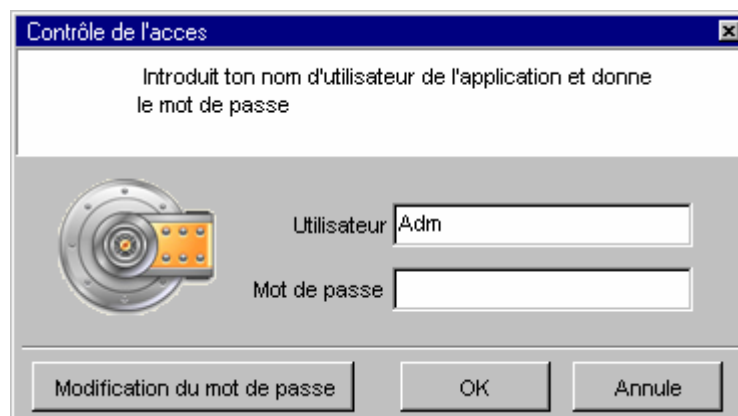 Contrôle de l'acces
Introduit ton nom d'utilisateur de l'application et donne
le mot de passe
Utilisateur Adm
Mot de passe
Modification du mot de passe OK Annule